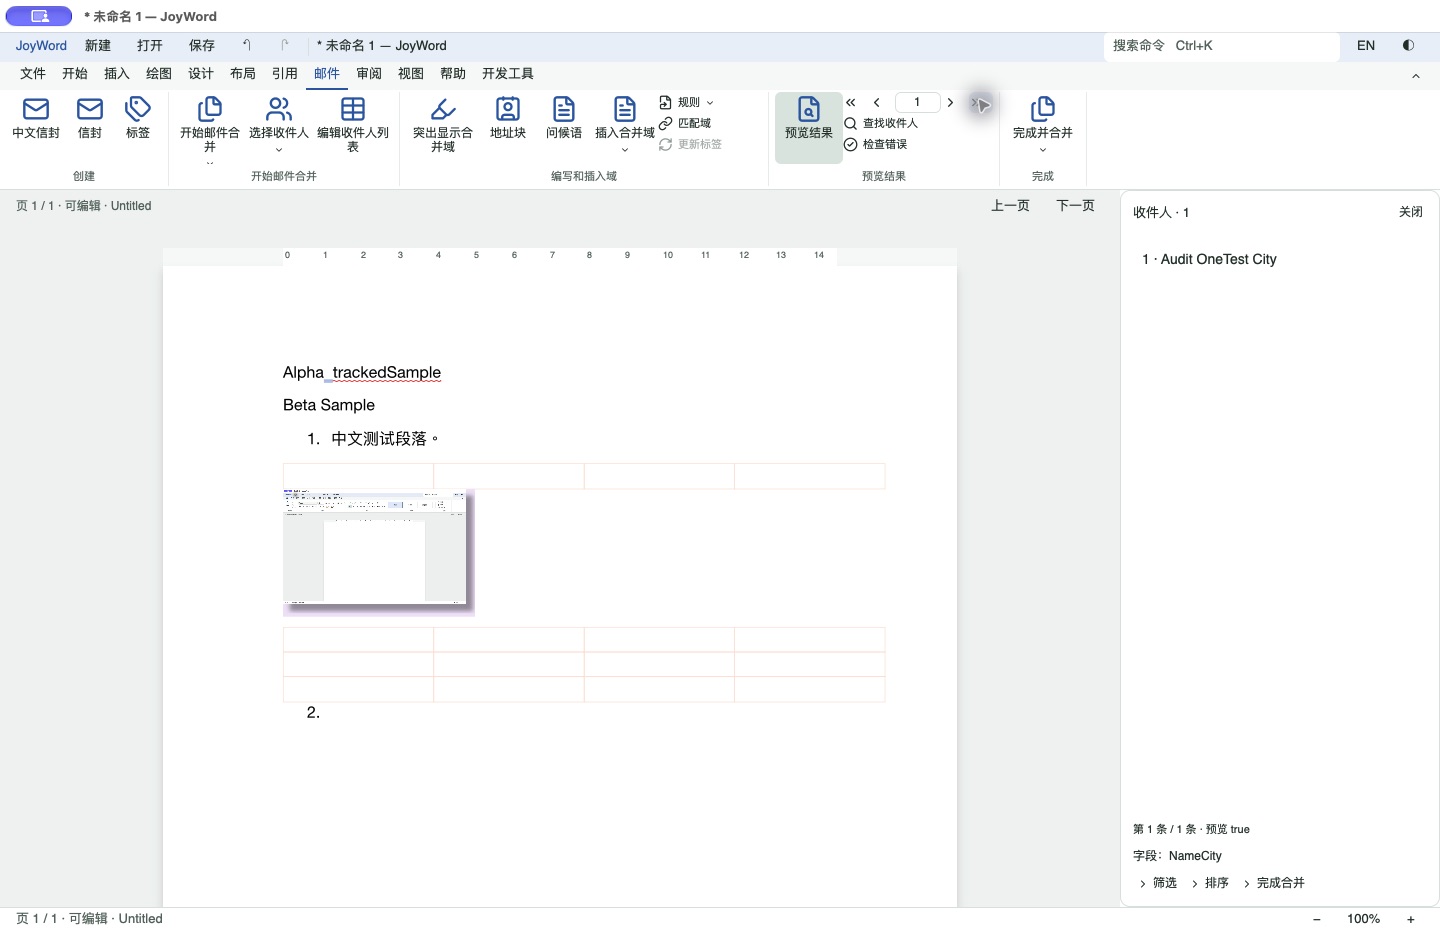 * 未命名 1 — JoyWord
JoyWord 新建 打开 保存 * 未命名 1 — JoyWord 搜索命令 Ctrl+K EN
文件 开始 插入 绘图 设计 布局 引用 邮件 审阅 视图 帮助 开发工具
中文信封 信封 标签 开始邮件合并 选择收件人 编辑收件人列表 突出显示合并域 地址块 问候语 插入合并域 规则 匹配域 更新标签 预览结果 1 查找收件人 检查错误 完成并合并
创建 开始邮件合并 编写和插入域 预览结果 完成
页 1 / 1 · 可编辑 · Untitled 上一页 下一页
0 1 2 3 4 5 6 7 8 9 10 11 12 13 14
Alpha_trackedSample
Beta Sample
1. 中文测试段落。
2.
收件人 · 1 关闭
1 · Audit OneTest City
第 1 条 / 1 条 · 预览 true
字段：NameCity
筛选 排序 完成合并
页 1 / 1 · 可编辑 · Untitled − 100% +